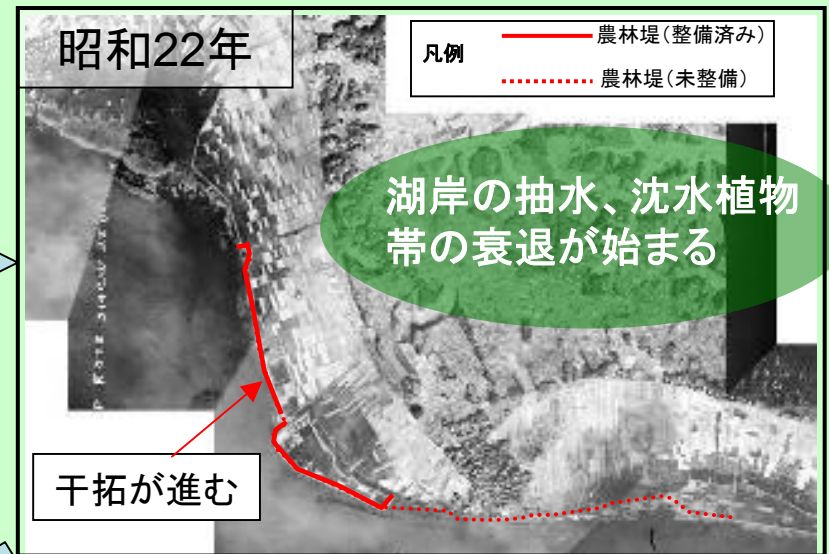 昭和22年
凡例
農林堤(整備済み)
農林堤(未整備)
湖岸の抽水、沈水植物
帯の衰退が始まる
干拓が進む